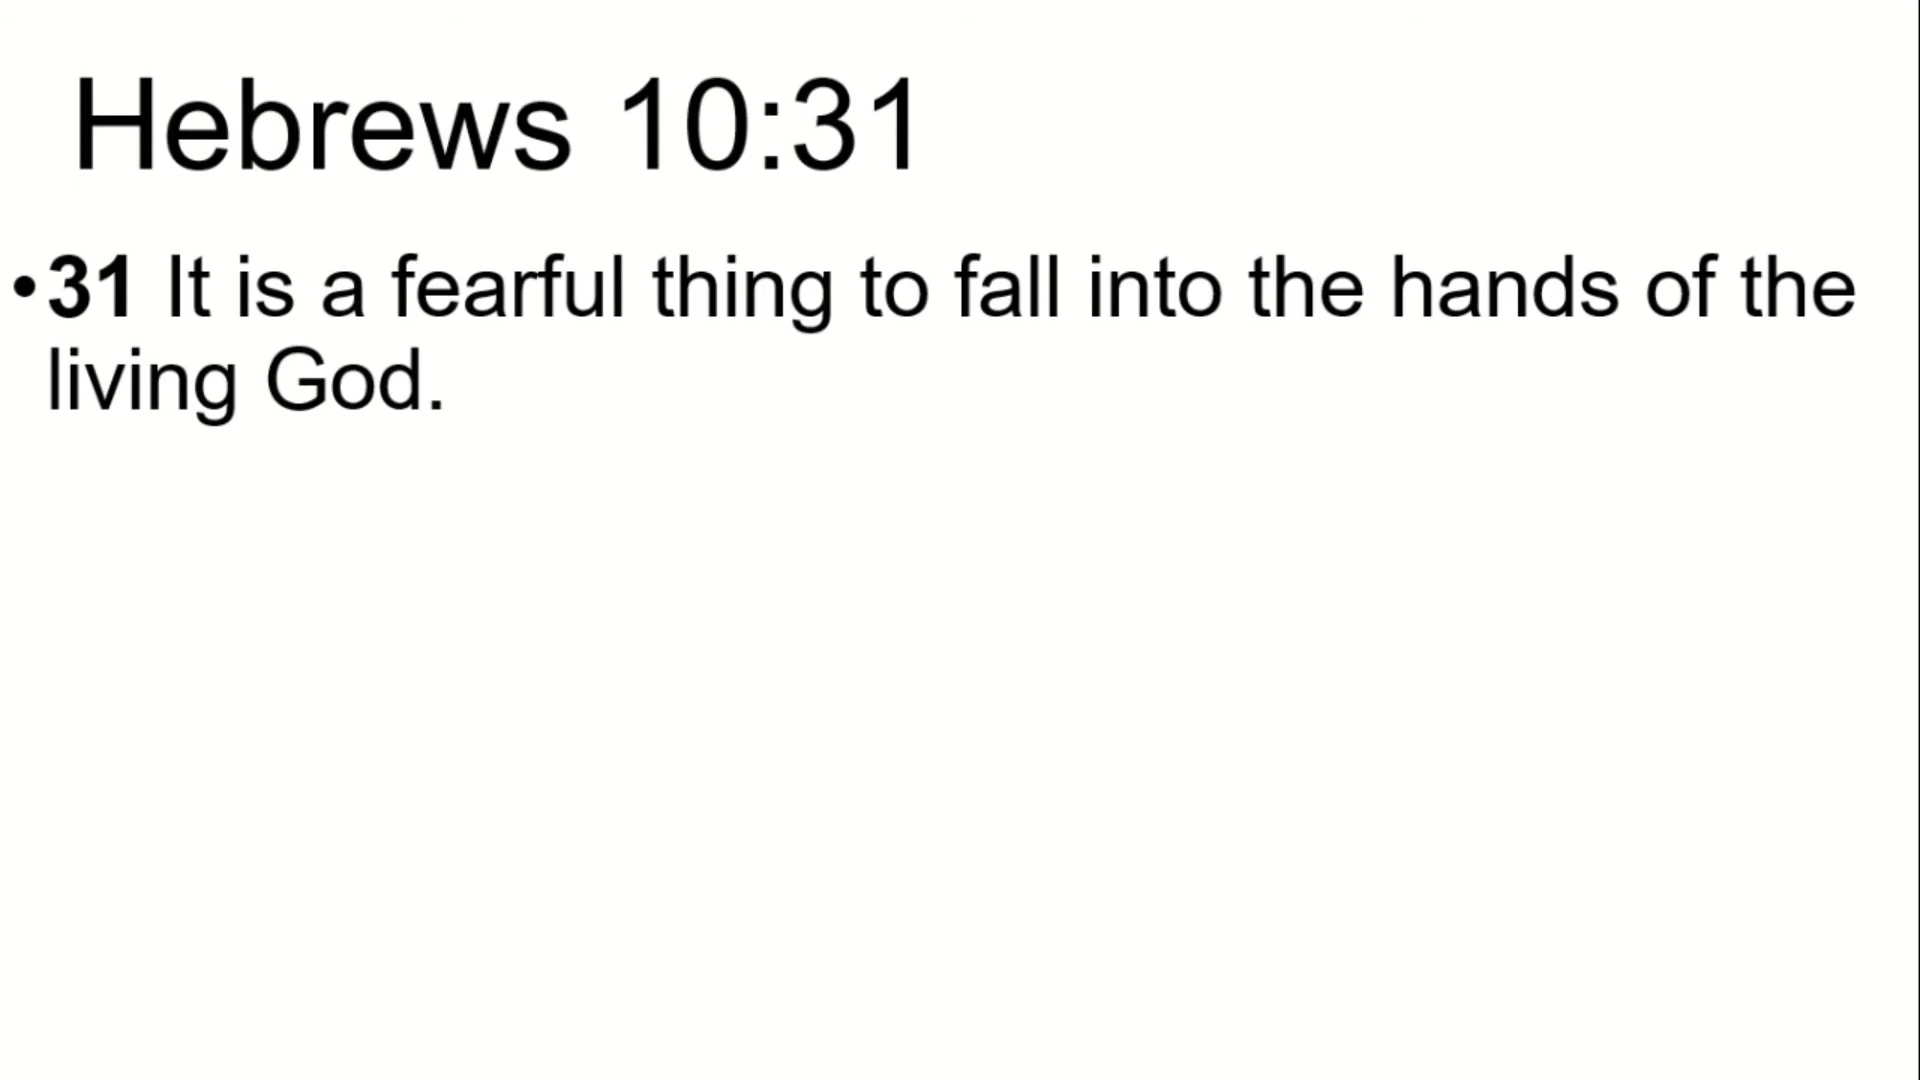 Hebrews 10:31
•31 It is a fearful thing to fall into the hands of the
living God.